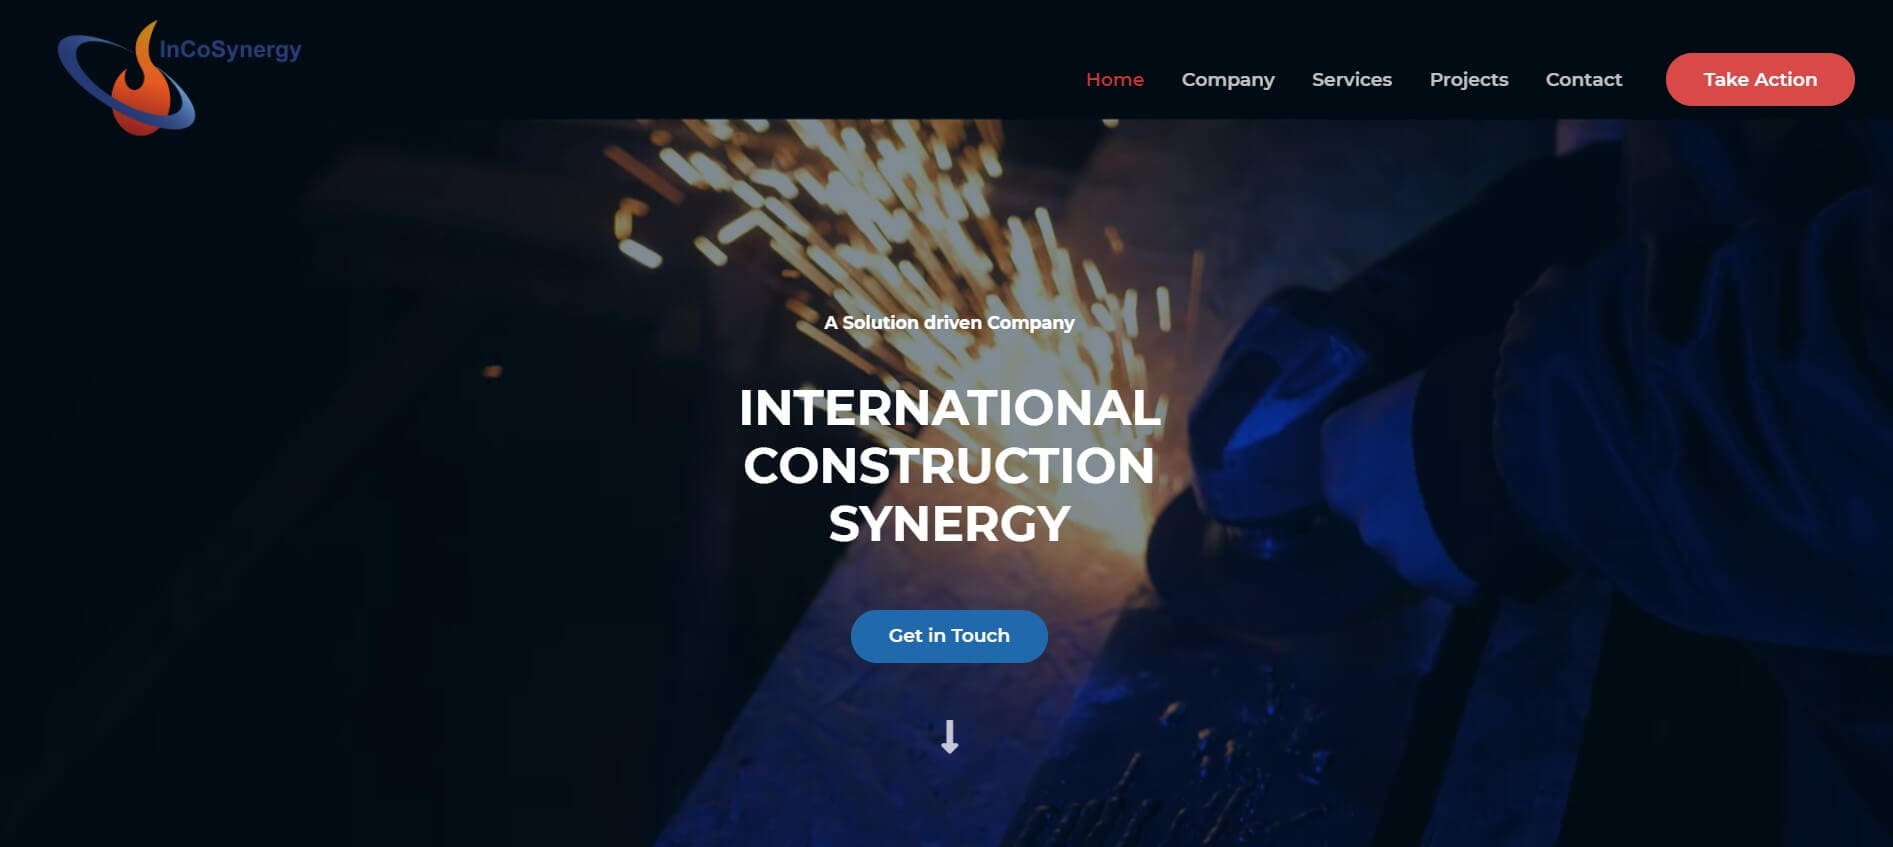 InCoSynergy
Home Company Services Projects Contact Take Action
A Solution driven Company
INTERNATIONAL
CONSTRUCTION
SYNERGY
Get in Touch